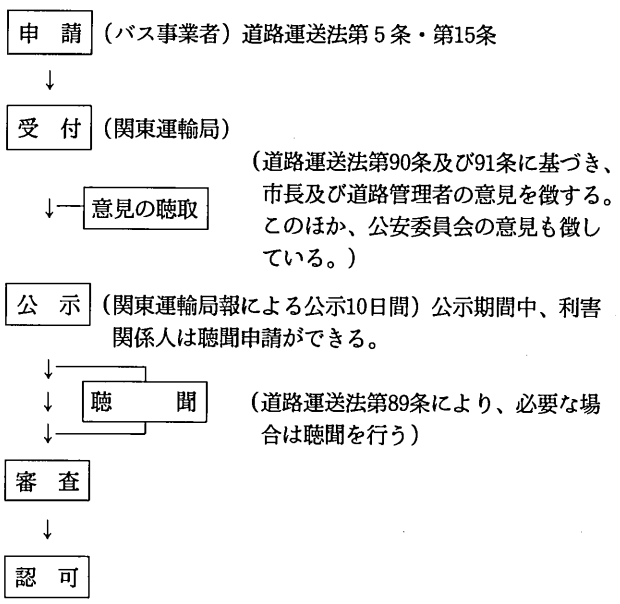 申請 (バス事業者) 道路運送法第5条・第15条
↓
受付 (関東運輸局)
(道路運送法第90条及び91条に基づき、
市長及び道路管理者の意見を徴する。
↓ 意見の聴取
このほか、公安委員会の意見も徴し
ている。)
公示 (関東運輸局報による公示10日間) 公示期間中、利害
関係人は聴聞申請ができる。
↓
↓ 聴聞 (道路運送法第89条により、必要な場
↓ 合は聴聞を行う)
審査
↓
認可